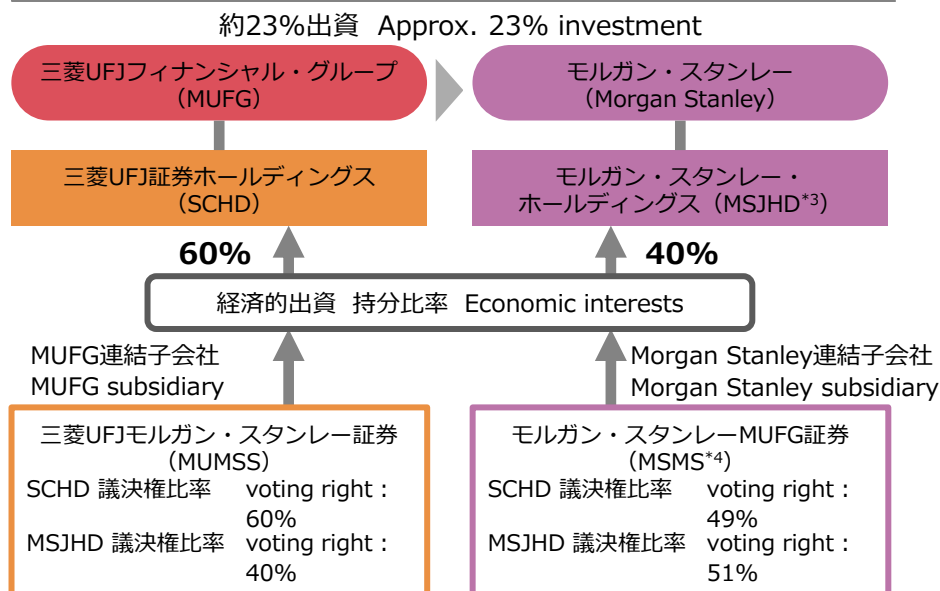 約23%出資 Approx. 23% investment
三菱UFJフィナンシャル・グループ
（MUFG）
モルガン・スタンレー
（Morgan Stanley）
三菱UFJ証券ホールディングス
（SCHD）
モルガン・スタンレー・
ホールディングス（MSJHD*3）
60%
40%
経済的出資 持分比率 Economic interests
MUFG連結子会社
MUFG subsidiary
Morgan Stanley連結子会社
Morgan Stanley subsidiary
三菱UFJモルガン・スタンレー証券
（MUMSS）
SCHD 議決権比率 voting right :
60%
MSJHD 議決権比率 voting right :
40%
モルガン・スタンレーMUFG証券
（MSMS*4）
SCHD 議決権比率 voting right :
49%
MSJHD 議決権比率 voting right :
51%